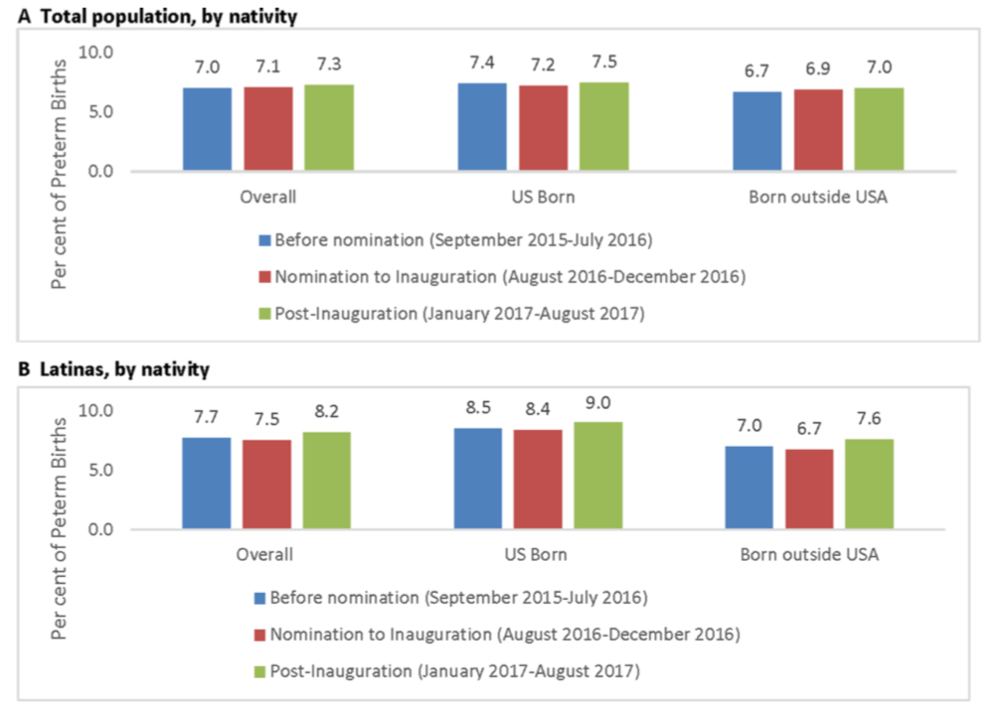 A Total population, by nativity
Per cent of Preterm Births
10.0
5.0
0.0
7.0 7.1 7.3
7.4 7.2 7.5
6.7 6.9 7.0
Overall US Born Born outside USA
Before nomination (September 2015-July 2016)
Nomination to Inauguration (August 2016-December 2016)
Post-Inauguration (January 2017-August 2017)
B Latinas, by nativity
Per cent of Peterm Births
10.0
5.0
0.0
7.7 7.5 8.2
8.5 8.4 9.0
7.0 6.7 7.6
Overall US Born Born outside USA
Before nomination (September 2015-July 2016)
Nomination to Inauguration (August 2016-December 2016)
Post-Inauguration (January 2017-August 2017)